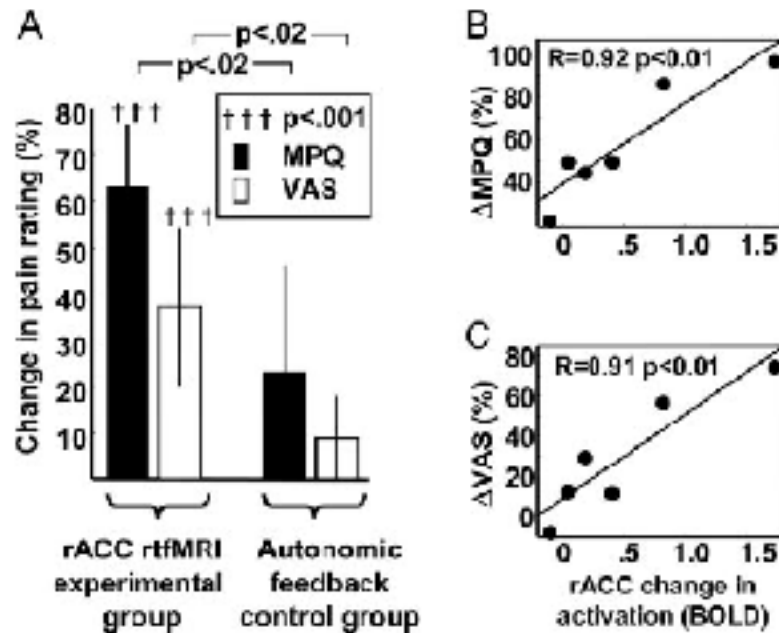 A
p<.02
p<.02
Change in pain rating (%)
80
70
60
50
40
30
20
10
†††
†††
††† p<.001
MPQ
VAS
rACC rtfMRI
experimental
group
Autonomic
feedback
control group
B
R=0.92 p<0.01
ΔMPQ (%)
100
80
60
40
0 .5 1.0 1.5
C
R=0.91 p<0.01
ΔVAS (%)
80
60
40
20
0
0 .5 1.0 1.5
rACC change in
activation (BOLD)